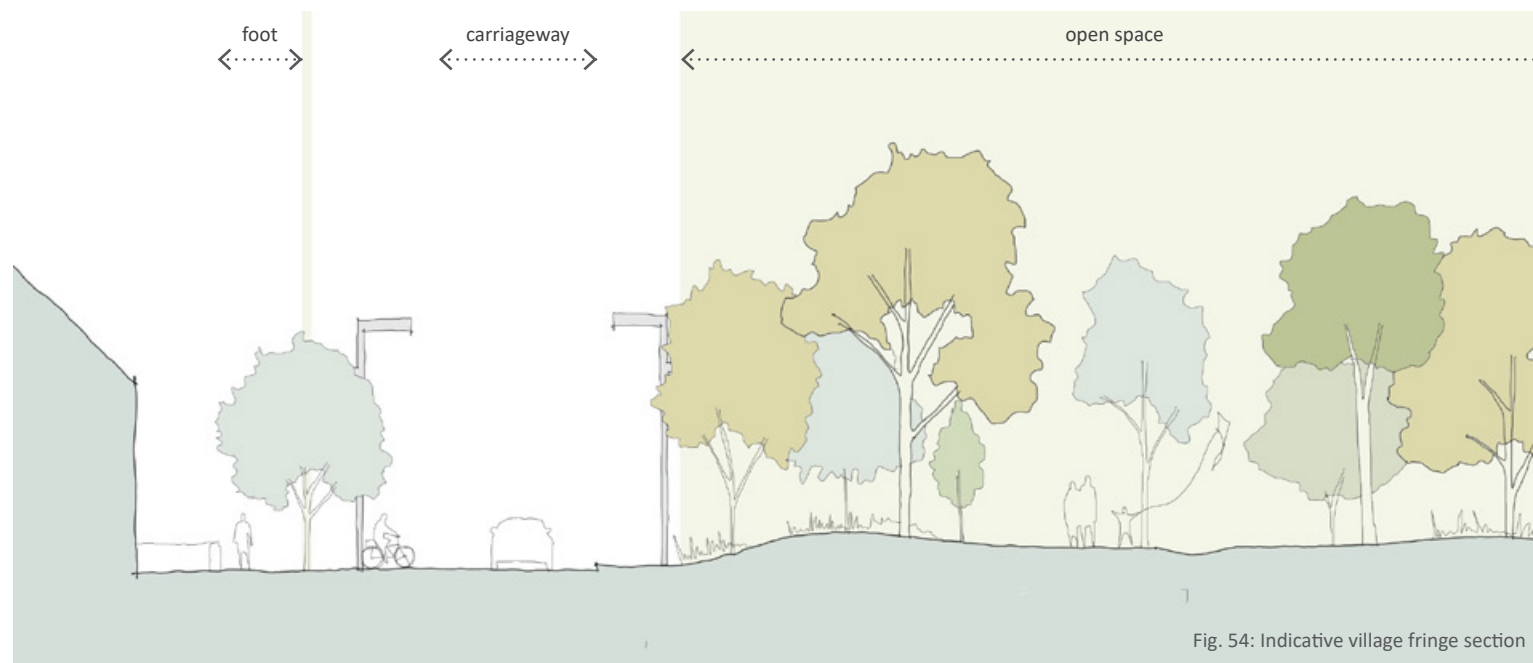 foot
carriageway
open space
Fig. 54: Indicative village fringe section